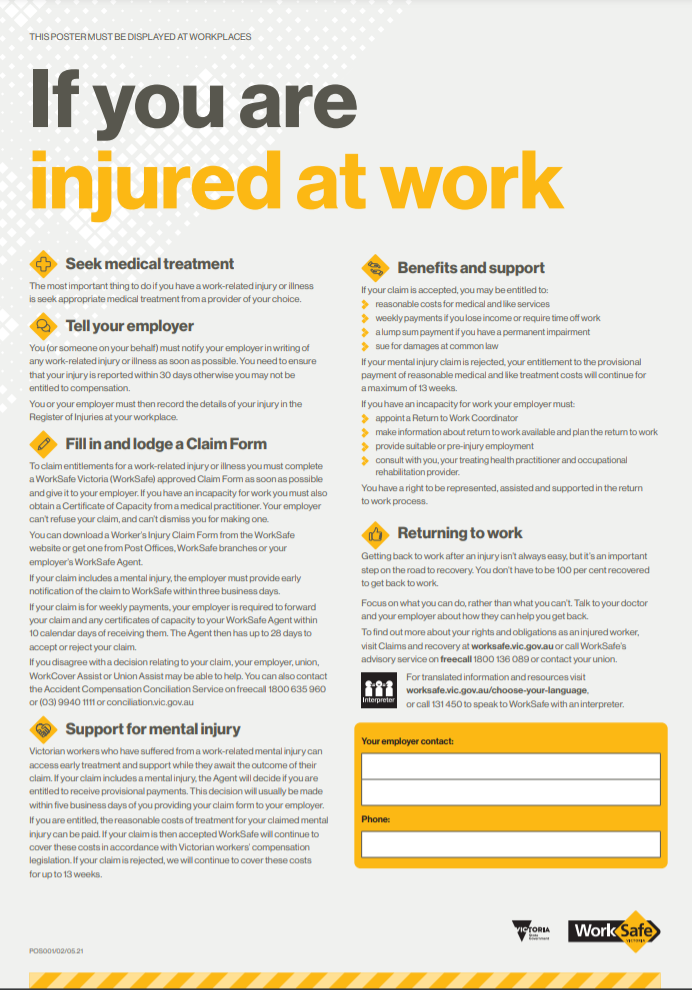 THIS POSTER MUST BE DISPLAYED AT WORKPLACES
If you are
injured at work
Seek medical treatment
The most important thing to do if you have a work-related injury or illness
is seek appropriate medical treatment from a provider of your choice.
Tell your employer
You (or someone on your behalf) must notify your employer in writing of
any work-related injury or illness as soon as possible. You need to ensure
that your injury is reported within 30 days otherwise you may not be
entitled to compensation.
You or your employer must then record the details of your injury in the
Register of Injuries at your workplace.
Fill in and lodge a Claim Form
To claim entitlements for a work-related injury or illness you must complete
a WorkSafe Victoria (WorkSafe) approved Claim Form as soon as possible
and give it to your employer. If you have an incapacity for work you must also
obtain a Certificate of Capacity from a medical practitioner. Your employer
can't refuse your claim, and can't dismiss you for making one.
You can download a Worker's Injury Claim Form from the WorkSafe
website or get one from Post Offices, WorkSafe branches or your
employer's WorkSafe Agent.
If your claim includes a mental injury, the employer must provide early
notification of the claim to WorkSafe within three business days.
If your claim is for weekly payments, your employer is required to forward
your claim and any certificates of capacity to your WorkSafe Agent within
10 calendar days of receiving them. The Agent then has up to 28 days to
accept or reject your claim.
If you disagree with a decision relating to your claim, your employer, union,
WorkCover Assist or Union Assist may be able to help. You can also contact
the Accident Compensation Conciliation Service on freecall 1800 635 960
or (03) 9940 1111 or conciliation.vic.gov.au
Support for mental injury
Victorian workers who have suffered from a work-related mental injury can
access early treatment and support while they await the outcome of their
claim. If your claim includes a mental injury, the Agent will decide if you are
entitled to receive provisional payments. This decision will usually be made
within five business days of you providing your claim form to your employer.
If you are entitled, the reasonable costs of treatment for your claimed mental
injury can be paid. If your claim is then accepted WorkSafe will continue to
cover these costs in accordance with Victorian workers' compensation
legislation. If your claim is rejected, we will continue to cover these costs
for up to 13 weeks.
Benefits and support
If your claim is accepted, you may be entitled to:
reasonable costs for medical and like services
weekly payments if you lose income or require time off work
a lump sum payment if you have a permanent impairment
sue for damages at common law
If your mental injury claim is rejected, your entitlement to the provisional
payment of reasonable medical and like treatment costs will continue for
a maximum of 13 weeks.
If you have an incapacity for work your employer must:
appoint a Return to Work Coordinator
make information about return to work available and plan the return to work
provide suitable or pre-injury employment
consult with you, your treating health practitioner and occupational
rehabilitation provider.
You have a right to be represented, assisted and supported in the return
to work process.
Returning to work
Getting back to work after an injury isn't always easy, but it's an important
step on the road to recovery. You don't have to be 100 per cent recovered
to get back to work.
Focus on what you can do, rather than what you can't. Talk to your doctor
and your employer about how they can help you get back.
To find out more about your rights and obligations as an injured worker,
visit Claims and recovery at worksafe.vic.gov.au or call WorkSafe's
advisory service on freecall 1800 136 089 or contact your union.
Interpreter
For translated information and resources visit
worksafe.vic.gov.au/choose-your-language,
or call 131 450 to speak to WorkSafe with an interpreter.
Your employer contact:
Phone:
VICTORIA
State
Government
WorkSafe
VICTORIA
POS001/02/05.21